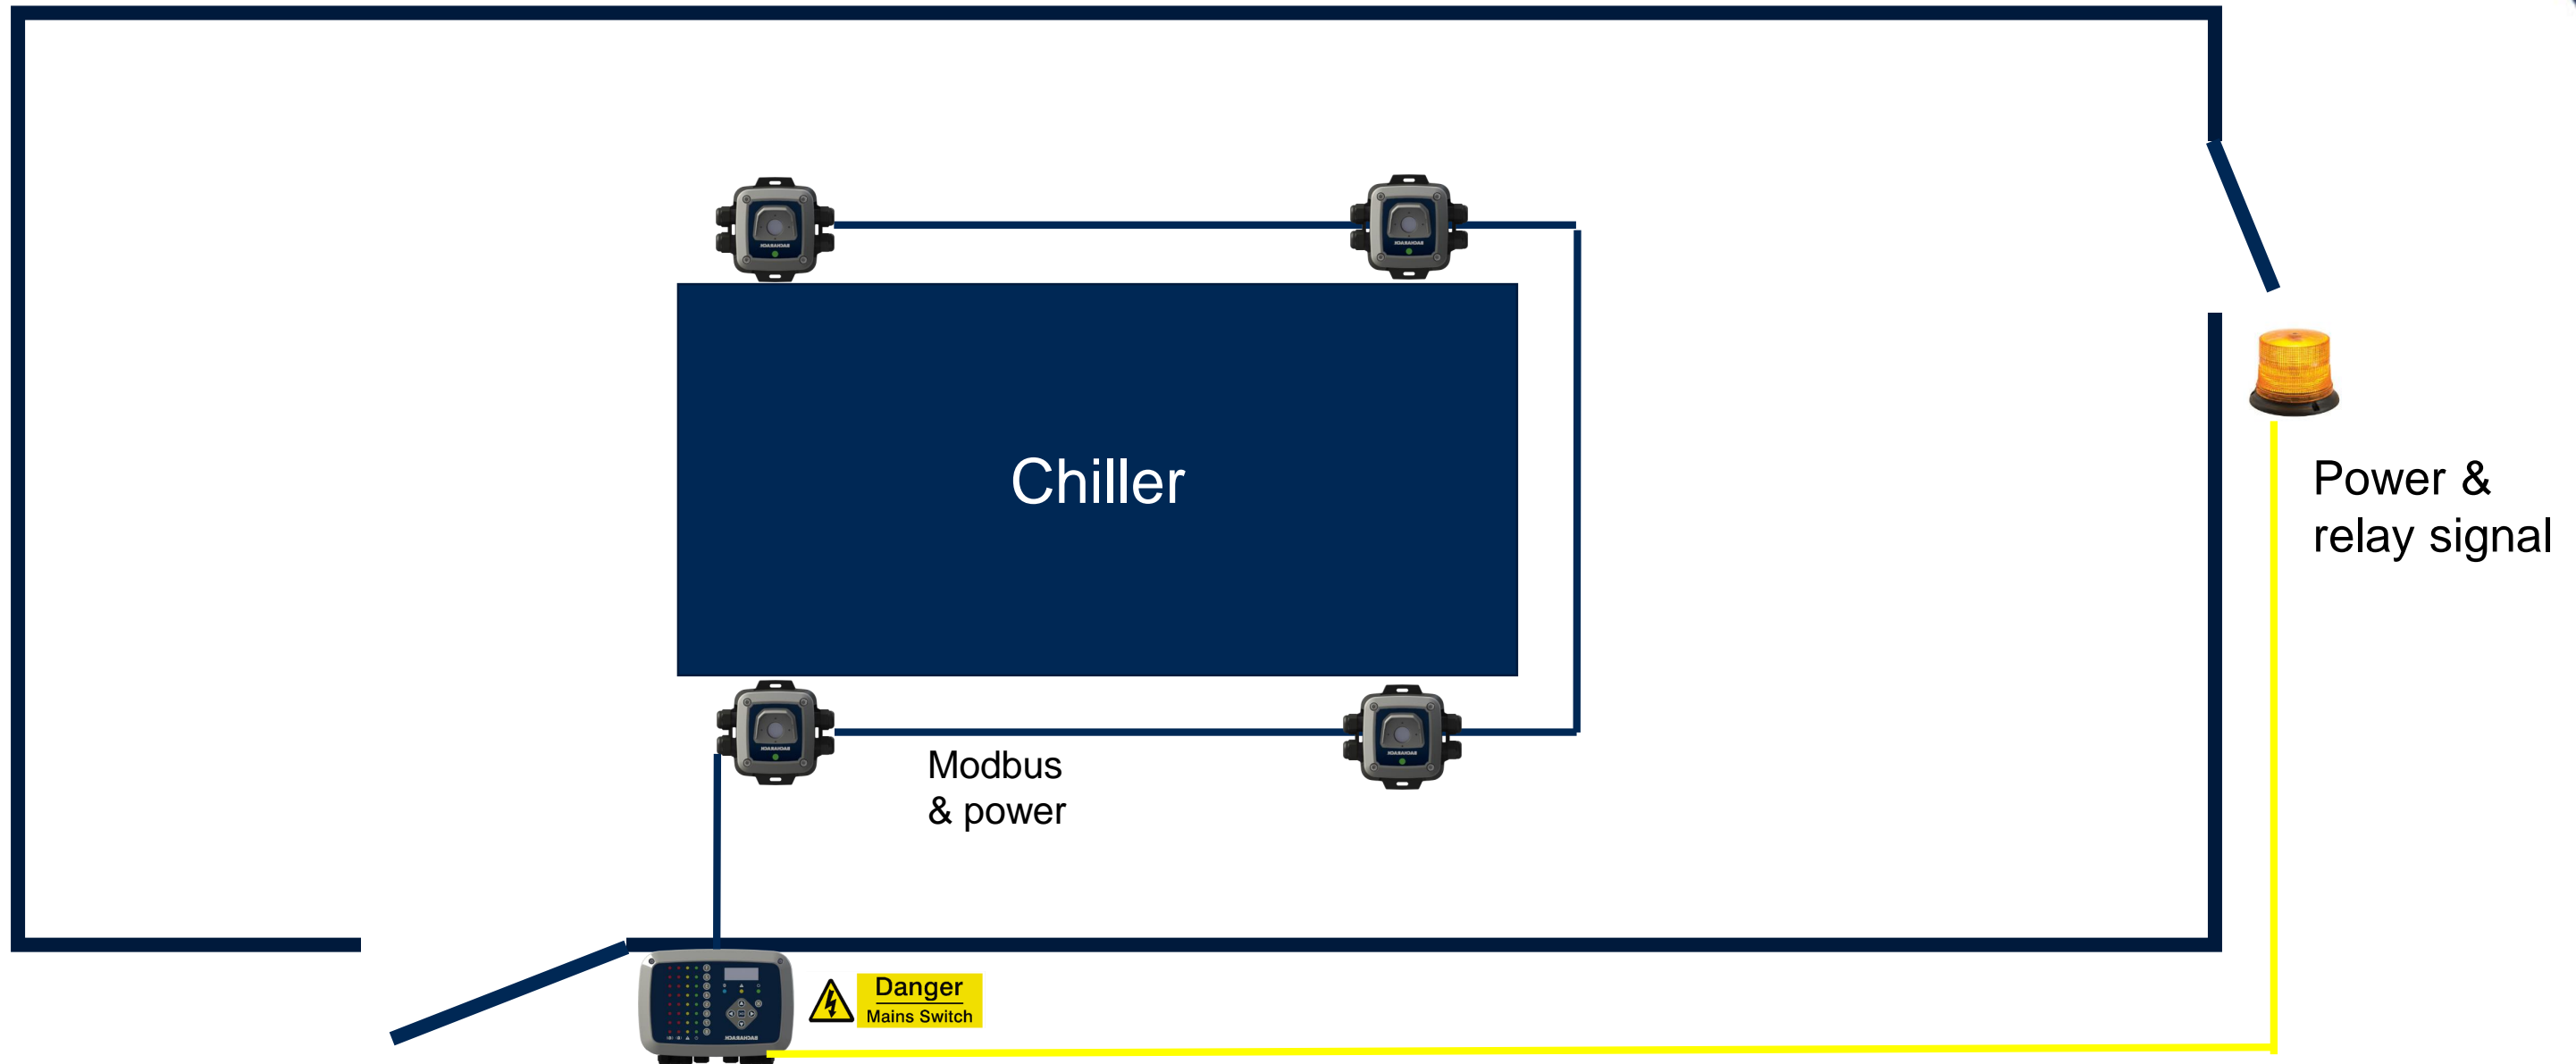 Chiller
Power &
relay signal
Modbus
& power
Danger
Mains Switch